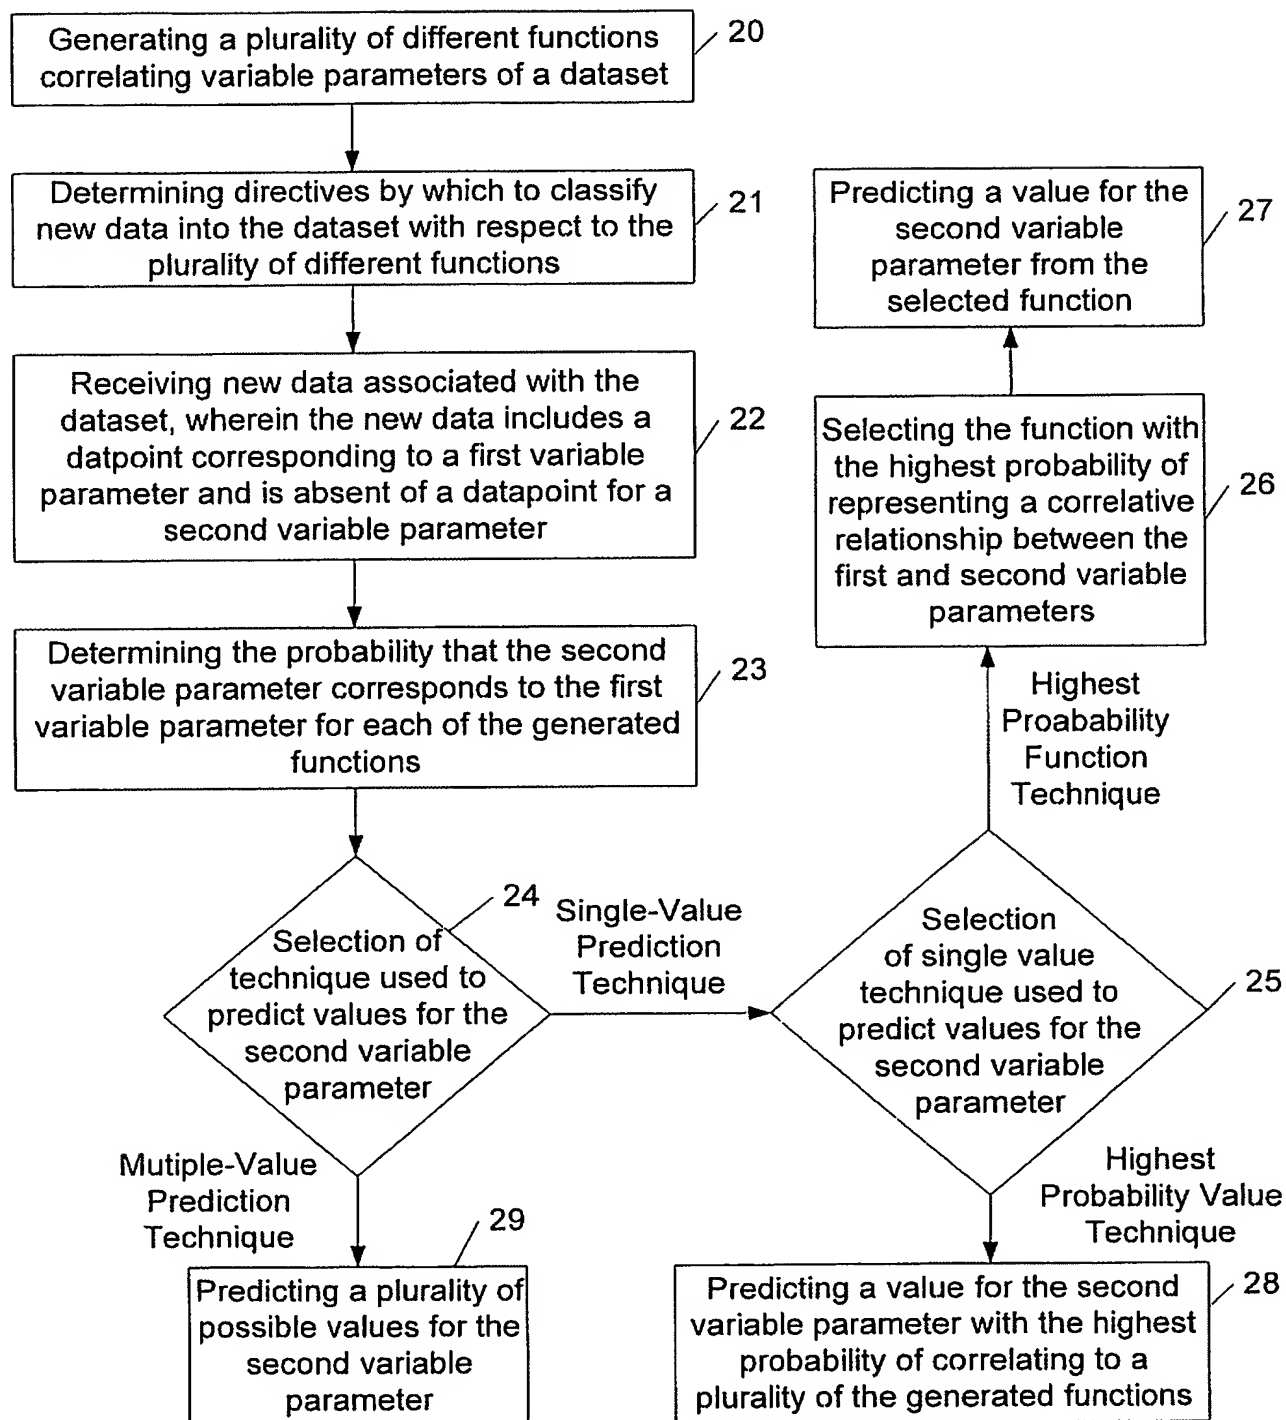 Generating a plurality of different functions
correlating variable parameters of a dataset
20
Determining directives by which to classify
new data into the dataset with respect to the
plurality of different functions
21
Receiving new data associated with the
dataset, wherein the new data includes a
datpoint corresponding to a first variable
parameter and is absent of a datapoint for a
second variable parameter
22
Determining the probability that the second
variable parameter corresponds to the first
variable parameter for each of the generated
functions
23
Selection of
technique used to
predict values for the
second variable
parameter
24
Single-Value
Prediction
Technique
Selection
of single value
technique used to
predict values for the
second variable
parameter
25
Highest
Proabability
Function
Technique
Selecting the function with
the highest probability of
representing a correlative
relationship between the
first and second variable
parameters
26
Predicting a value for the
second variable
parameter from the
selected function
27
Highest
Probability Value
Technique
Predicting a value for the second
variable parameter with the highest
probability of correlating to a
plurality of the generated functions
28
Mutiple-Value
Prediction
Technique
Predicting a plurality of
possible values for the
second variable
parameter
29